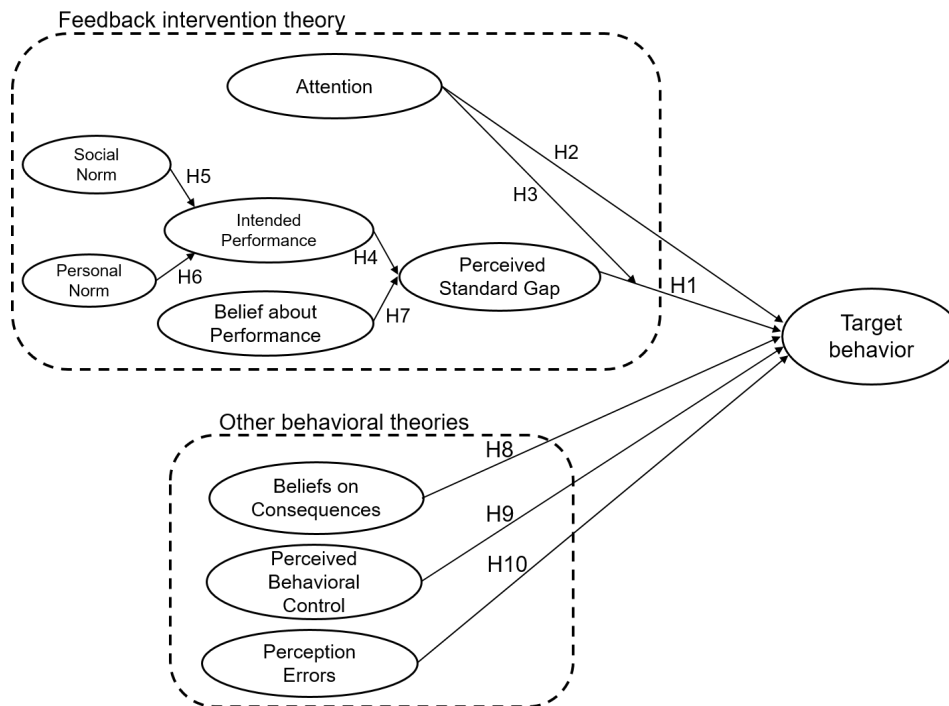 Feedback intervention theory
Attention
Social
Norm
H5
H2
H3
Intended
Performance
H4
Personal
Norm
H6
Perceived
Standard Gap
H1
Belief about
Performance
H7
Target
behavior
Other behavioral theories
H8
Beliefs on
Consequences
H9
Perceived
Behavioral
Control
H10
Perception
Errors